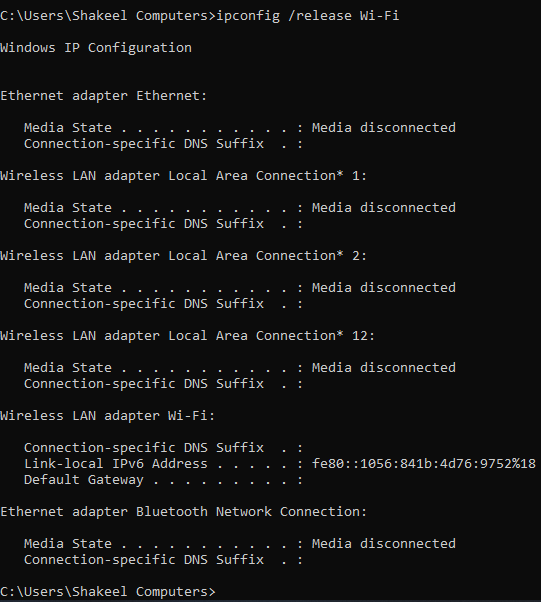 C:\Users\Shakeel Computers>ipconfig /release Wi-Fi
Windows IP Configuration
Ethernet adapter Ethernet:
Media State . . . . . . . . . . . : Media disconnected
Connection-specific DNS Suffix  . :
Wireless LAN adapter Local Area Connection* 1:
Media State . . . . . . . . . . . : Media disconnected
Connection-specific DNS Suffix  . :
Wireless LAN adapter Local Area Connection* 2:
Media State . . . . . . . . . . . : Media disconnected
Connection-specific DNS Suffix  . :
Wireless LAN adapter Local Area Connection* 12:
Media State . . . . . . . . . . . : Media disconnected
Connection-specific DNS Suffix  . :
Wireless LAN adapter Wi-Fi:
Connection-specific DNS Suffix  . :
Link-local IPv6 Address . . . . . : fe80::1056:841b:4d76:9752%18
Default Gateway . . . . . . . . . :
Ethernet adapter Bluetooth Network Connection:
Media State . . . . . . . . . . . : Media disconnected
Connection-specific DNS Suffix  . :
C:\Users\Shakeel Computers>